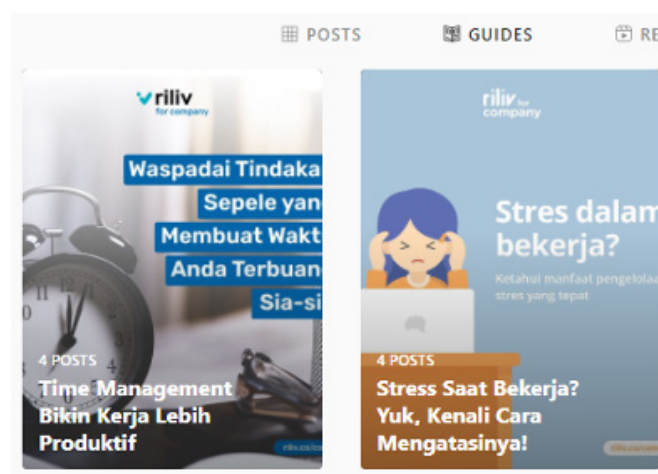 POSTS
GUIDES
RE
riliv
for company
Waspadai Tindaka
Sepele yan
Membuat Wakt
Anda Terbuan
Sia-si
4 POSTS
Time Management
Bikin Kerja Lebih
Produktif
riliv for
company
Stres dalam
bekerja?
Ketahui manfaat pengelolaa
stres yang tepat
4 POSTS
Stress Saat Bekerja?
Yuk, Kenali Cara
Mengatasinya!